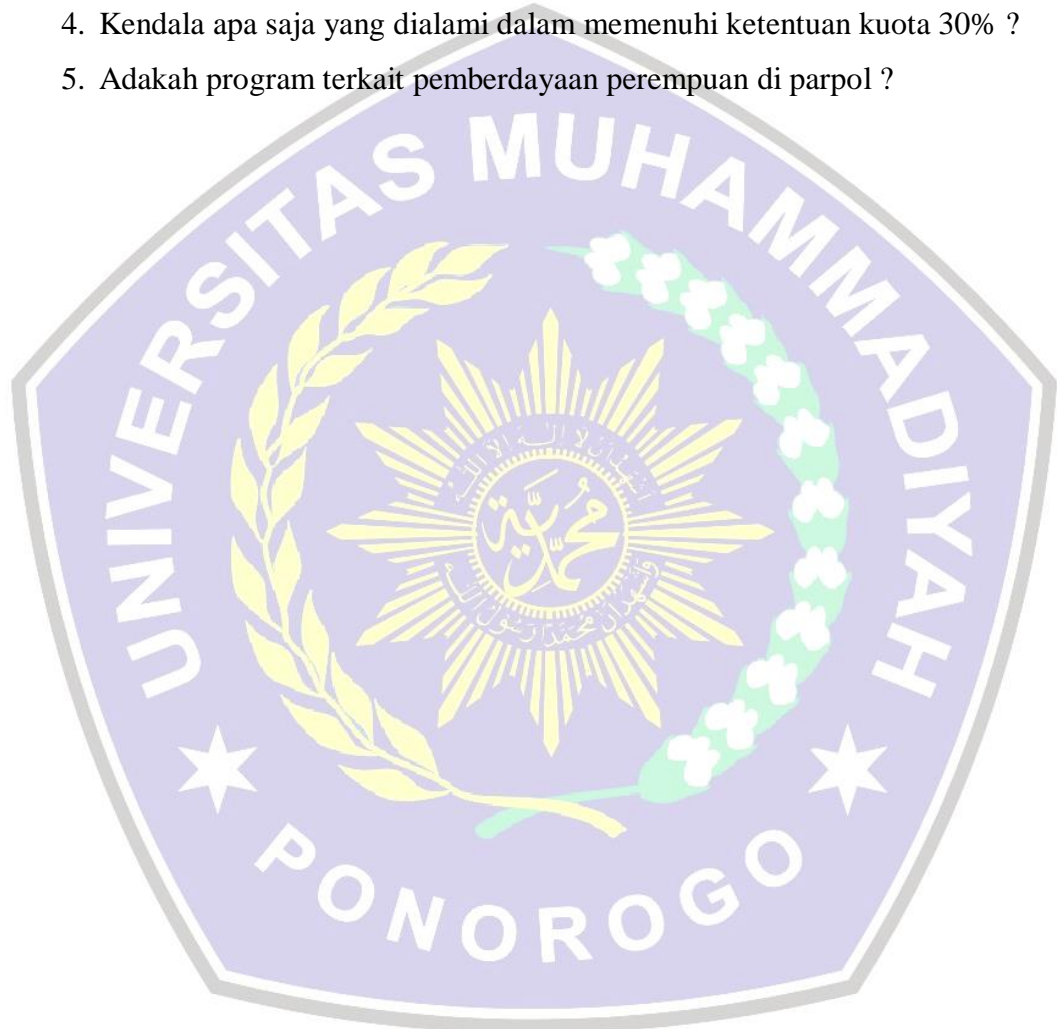 4. Kendala apa saja yang dialami dalam memenuhi ketentuan kuota 30% ?
5. Adakah program terkait pemberdayaan perempuan di parpol ?
UNIVERSITAS MUHAMMADIYAH
PONOROGO
محمدية